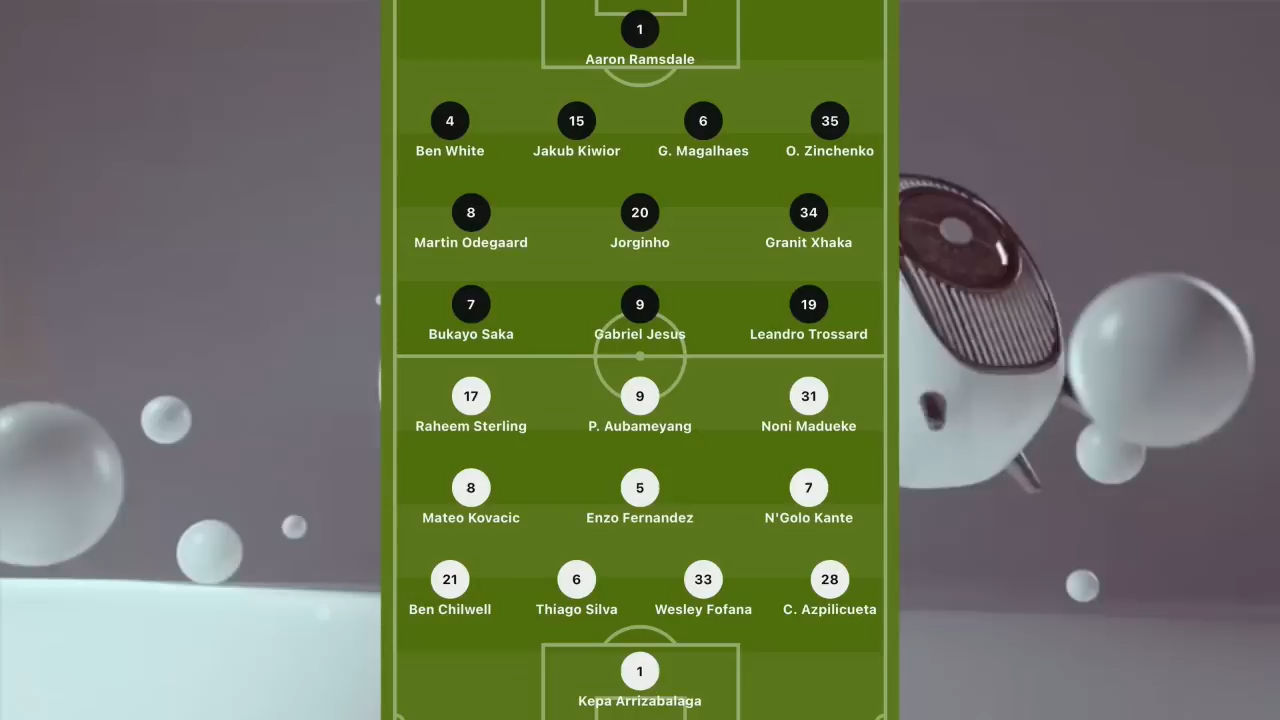 1
Aaron Ramsdale
4 15 6 35
Ben White Jakub Kiwior G. Magalhaes O. Zinchenko
8 20 34
Martin Odegaard Jorginho Granit Xhaka
7 9 19
Bukayo Saka Gabriel Jesus Leandro Trossard
17 9 31
Raheem Sterling P. Aubameyang Noni Madueke
8 5 7
Mateo Kovacic Enzo Fernandez N'Golo Kante
21 6 33 28
Ben Chilwell Thiago Silva Wesley Fofana C. Azpilicueta
1
Kepa Arrizabalaga